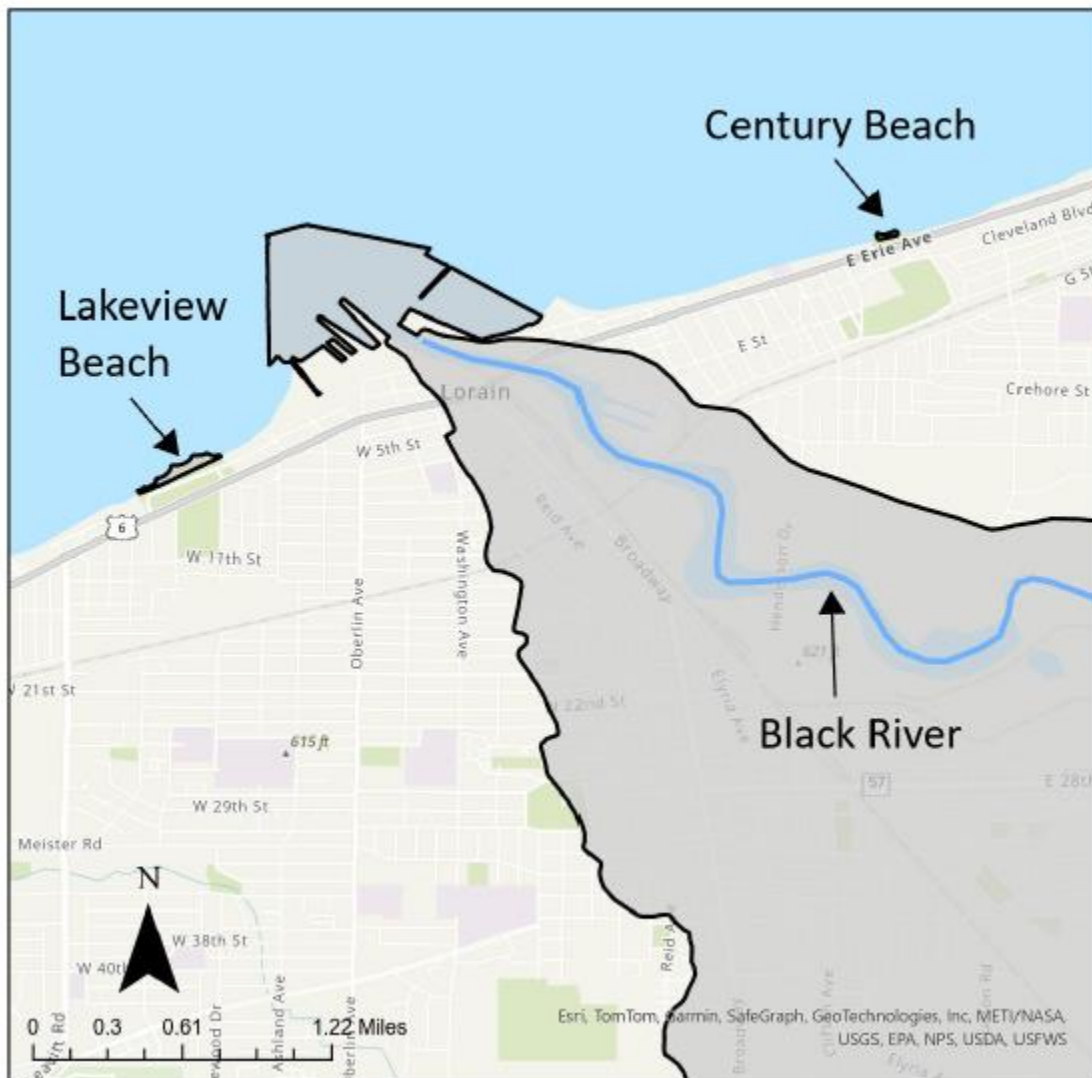 Century Beach
Cleveland Blvd
E Erie Ave
Lakeview
Beach
E St
Crehore St
Lorain
W 5th St
6
Reid Ave
Broadway
Henderson Dr
W 17th St
Washington Ave
Oberlin Ave
621 ft
21st St
22nd St
Elyria Ave
Black River
615 ft
57
E 28th
W 29th St
Meister Rd
N
W 38th St
W 40th
Reid A
0 0.3 0.61 1.22 Miles
Ashland Ave
Oberlin Ave
Broadway
Esri, TomTom, Garmin, SafeGraph, GeoTechnologies, Inc, METI/NASA,
USGS, EPA, NPS, USDA, USFWS